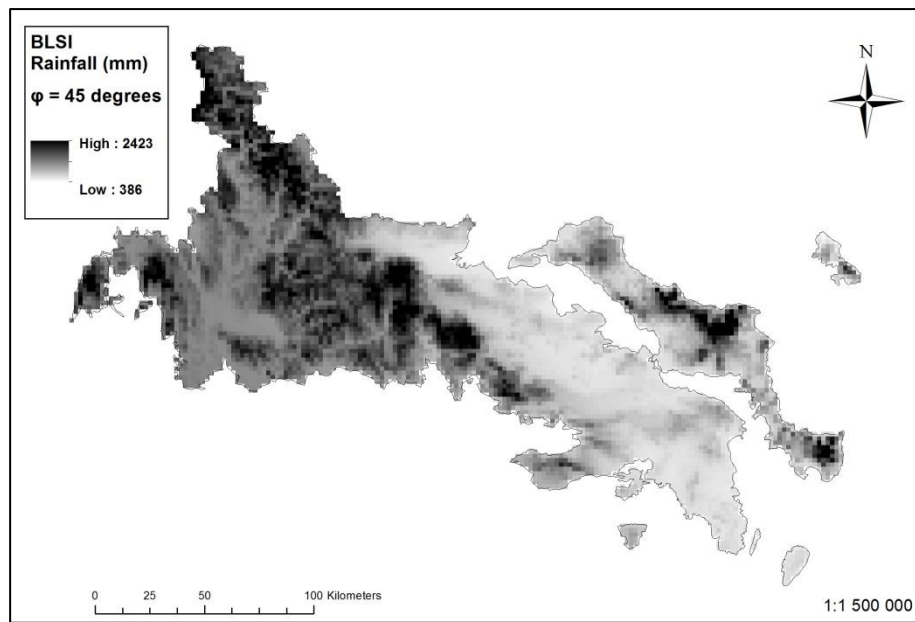 BLSI
Rainfall (mm)
φ = 45 degrees
High : 2423
Low : 386
N
0 25 50 100 Kilometers
1:1 500 000